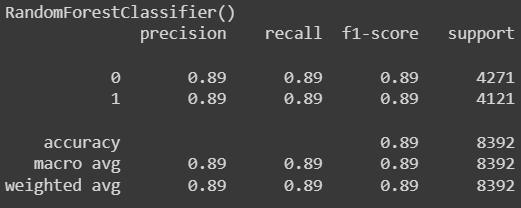 RandomForestClassifier()
precision recall f1-score support
0 0.89 0.89 0.89 4271
1 0.89 0.89 0.89 4121
accuracy 0.89 8392
macro avg 0.89 0.89 0.89 8392
weighted avg 0.89 0.89 0.89 8392